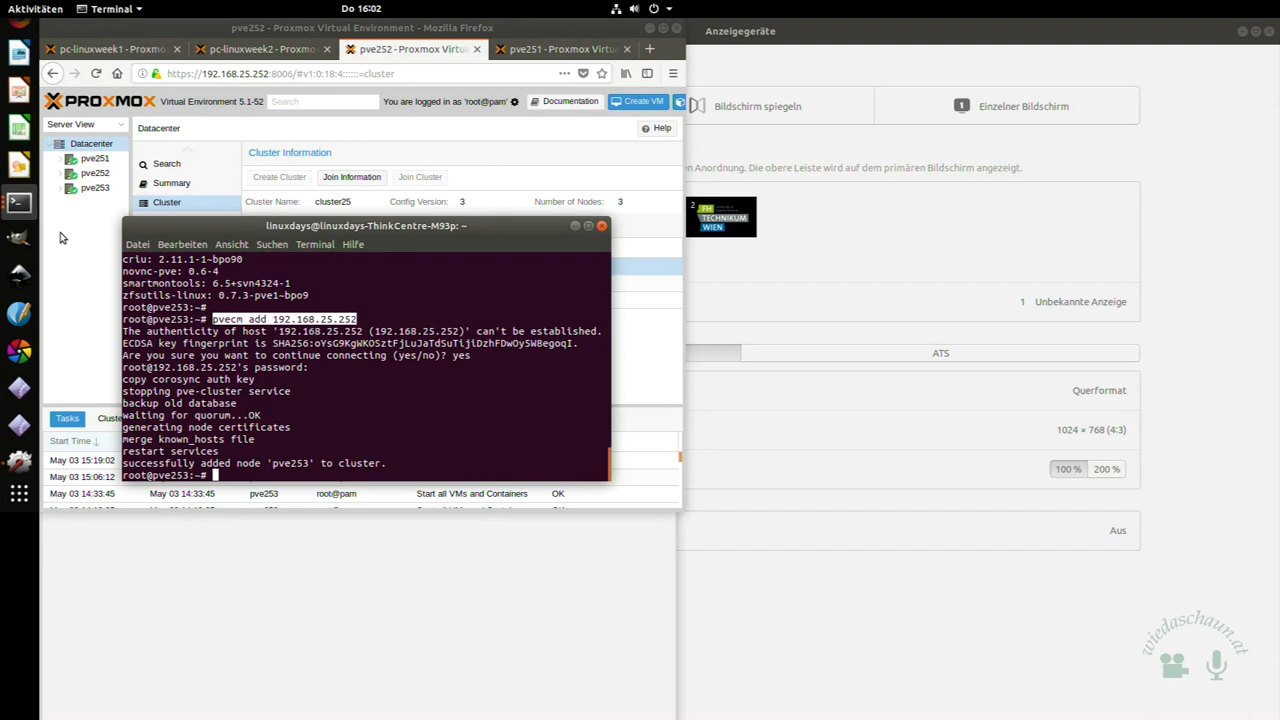 Aktivitäten
Terminal
Do 16:02
pve252 - Proxmox Virtual Environment - Mozilla Firefox
Anzeigegeräte
pc-linuxweek1 - Proxmo
pc-linuxweek2 - Proxmo
pve252 - Proxmox Virtu
pve251 - Proxmox Virtu
https://192.168.25.252:8006/#v1:0:18:4::::::=cluster
PROXMOX
Virtual Environment 5.1-52
Search
You are logged in as 'root@pam'
Documentation
Create VM
Bildschirm spiegeln
1 Einzelner Bildschirm
Server View
Datacenter
Help
Datacenter
pve251
pve252
pve253
Search
Summary
Cluster
Cluster Information
Create Cluster
Join Information
Join Cluster
Cluster Name: cluster25
Config Version: 3
Number of Nodes: 3
en Anordnung. Die obere Leiste wird auf dem primären Bildschirm angezeigt.
2
FH
TECHNIKUM
WIEN
1 Unbekannte Anzeige
ATS
Querformat
1024 × 768 (4:3)
100 %
200 %
Aus
linuxdays@linuxdays-ThinkCentre-M93p: ~
Datei Bearbeiten Ansicht Suchen Terminal Hilfe
criu: 2.11.1-1~bpo90
novnc-pve: 0.6-4
smartmontools: 6.5+svn4324-1
zfsutils-linux: 0.7.3-pve1~bpo9
root@pve253:~#
root@pve253:~# pvecm add 192.168.25.252
The authenticity of host '192.168.25.252 (192.168.25.252)' can't be established.
ECDSA key fingerprint is SHA256:oYsG9KgWKOSztFjLuJaTdSuTijiDzhFDwOy5W8egoqI.
Are you sure you want to continue connecting (yes/no)? yes
root@192.168.25.252's password:
copy corosync auth key
stopping pve-cluster service
backup old database
waiting for quorum...OK
generating node certificates
merge known_hosts file
restart services
successfully added node 'pve253' to cluster.
root@pve253:~#
Tasks
Cluste
Start Time
May 03 15:19:02
May 03 15:06:12
May 03 14:33:45 May 03 14:33:45 pve253 root@pam Start all VMs and Containers OK
wiedaschaun.at